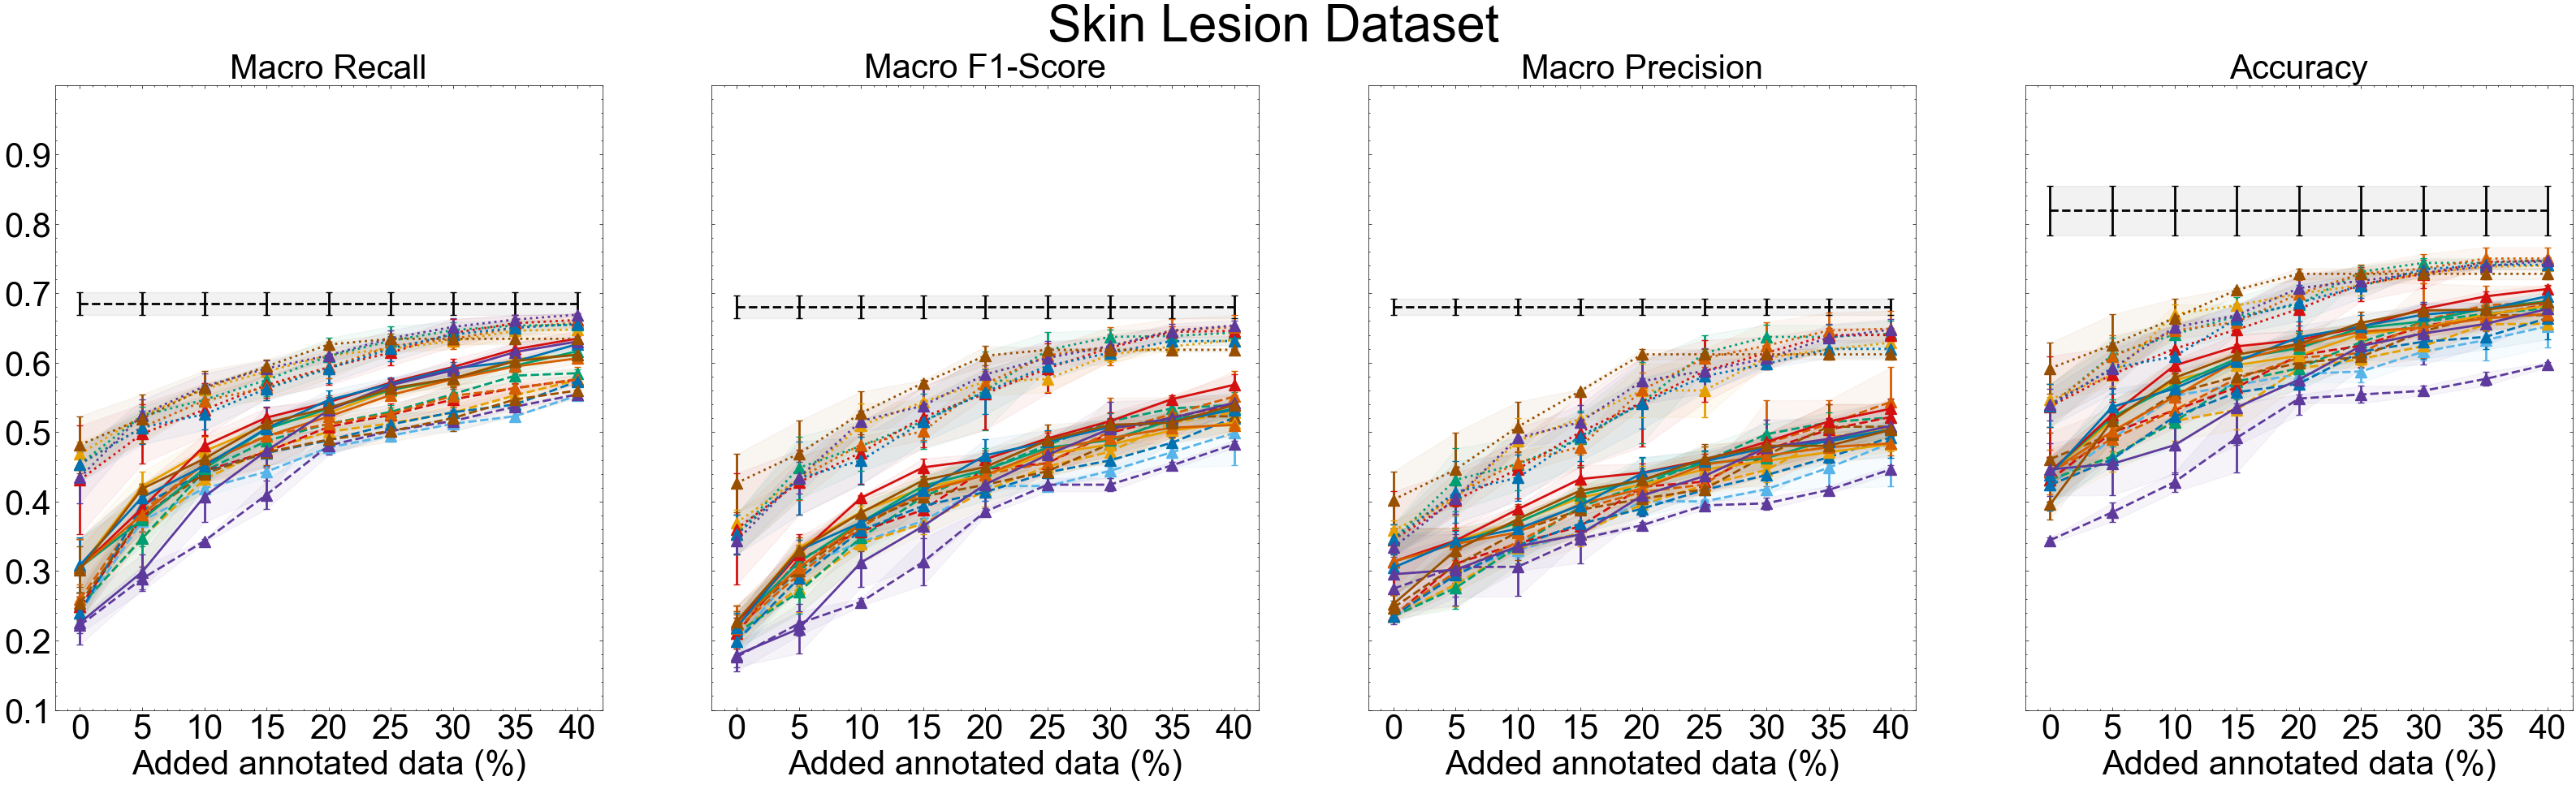 Skin Lesion Dataset
Macro Recall
Macro F1-Score
Macro Precision
Accuracy
0.9
0.8
0.7
0.6
0.5
0.4
0.3
0.2
0.1
0 5 10 15 20 25 30 35 40
0 5 10 15 20 25 30 35 40
0 5 10 15 20 25 30 35 40
0 5 10 15 20 25 30 35 40
Added annotated data (%)
Added annotated data (%)
Added annotated data (%)
Added annotated data (%)